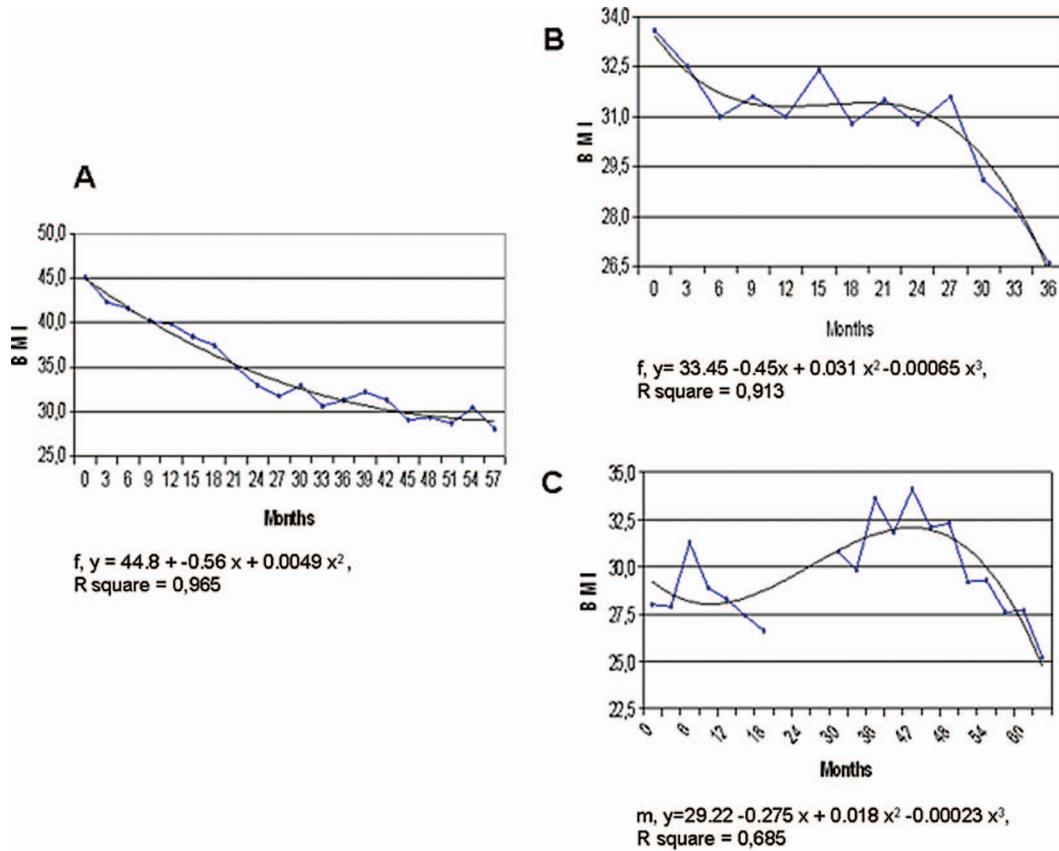 A
B M I
50,0
45,0
40,0
35,0
30,0
25,0
0 3 6 9 12 15 18 21 24 27 30 33 36 39 42 45 48 51 54 57
Months
f, y = 44.8 + -0.56 x + 0.0049 x²,
R square = 0,965
B
B M I
34,0
32,5
31,0
29,5
28,0
26,5
0 3 6 9 12 15 18 21 24 27 30 33 36
Months
f, y= 33.45 -0.45x + 0.031 x² -0.00065 x³,
R square = 0,913
C
B M I
35,0
32,5
30,0
27,5
25,0
22,5
0 6 12 18 24 30 36 42 48 54 60
Months
m, y=29.22 -0.275 x + 0.018 x² -0.00023 x³,
R square = 0,685